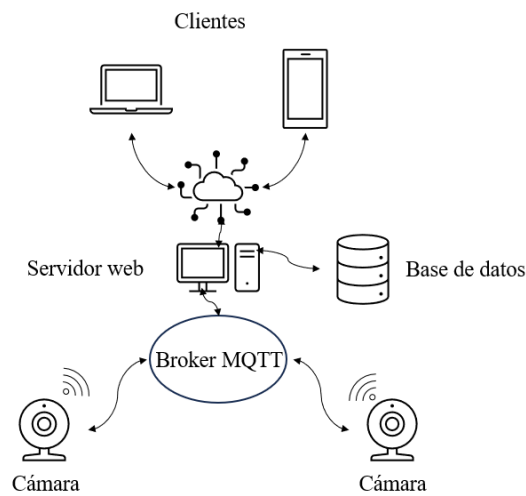 Clientes
Servidor web
Base de datos
Broker MQTT
Cámara
Cámara